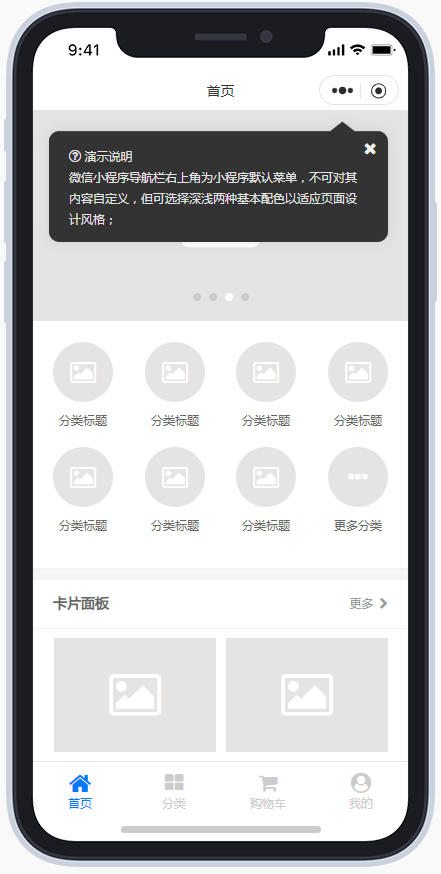 9:41
首页
演示说明
微信小程序导航栏右上角为小程序默认菜单，不可对其
内容自定义，但可选择深浅两种基本配色以适应页面设
计风格；
分类标题 分类标题 分类标题 分类标题
分类标题 分类标题 分类标题 更多分类
卡片面板 更多
首页 分类 购物车 我的